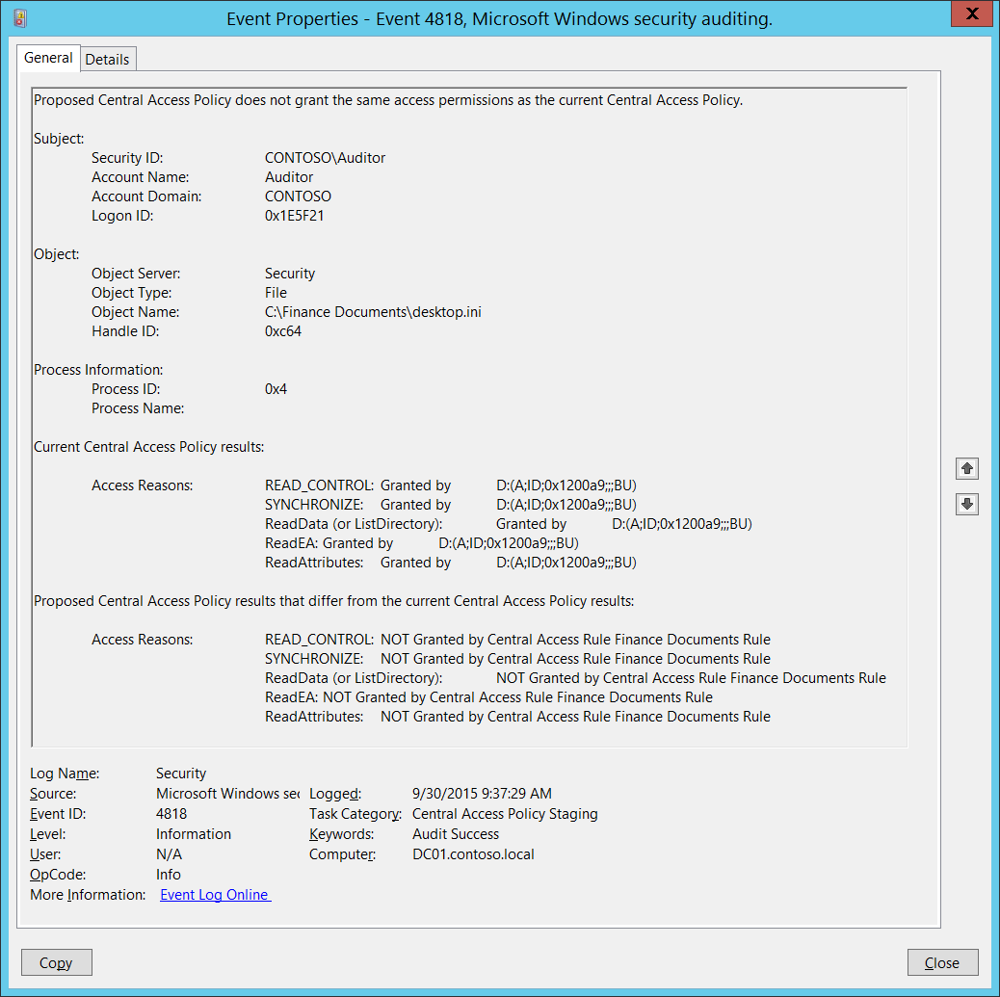 Event Properties - Event 4818, Microsoft Windows security auditing.
X
General Details
Proposed Central Access Policy does not grant the same access permissions as the current Central Access Policy.
Subject:
Security ID: CONTOSO\Auditor
Account Name: Auditor
Account Domain: CONTOSO
Logon ID: 0x1E5F21
Object:
Object Server: Security
Object Type: File
Object Name: C:\Finance Documents\desktop.ini
Handle ID: 0xc64
Process Information:
Process ID: 0x4
Process Name:
Current Central Access Policy results:
Access Reasons: READ_CONTROL: Granted by D:(A;ID;0x1200a9;;;BU)
SYNCHRONIZE: Granted by D:(A;ID;0x1200a9;;;BU)
ReadData (or ListDirectory): Granted by D:(A;ID;0x1200a9;;;BU)
ReadEA: Granted by D:(A;ID;0x1200a9;;;BU)
ReadAttributes: Granted by D:(A;ID;0x1200a9;;;BU)
Proposed Central Access Policy results that differ from the current Central Access Policy results:
Access Reasons: READ_CONTROL: NOT Granted by Central Access Rule Finance Documents Rule
SYNCHRONIZE: NOT Granted by Central Access Rule Finance Documents Rule
ReadData (or ListDirectory): NOT Granted by Central Access Rule Finance Documents Rule
ReadEA: NOT Granted by Central Access Rule Finance Documents Rule
ReadAttributes: NOT Granted by Central Access Rule Finance Documents Rule
Log Name: Security
Source: Microsoft Windows sec Logged: 9/30/2015 9:37:29 AM
Event ID: 4818 Task Category: Central Access Policy Staging
Level: Information Keywords: Audit Success
User: N/A Computer: DC01.contoso.local
OpCode: Info
More Information: Event Log Online
Copy Close